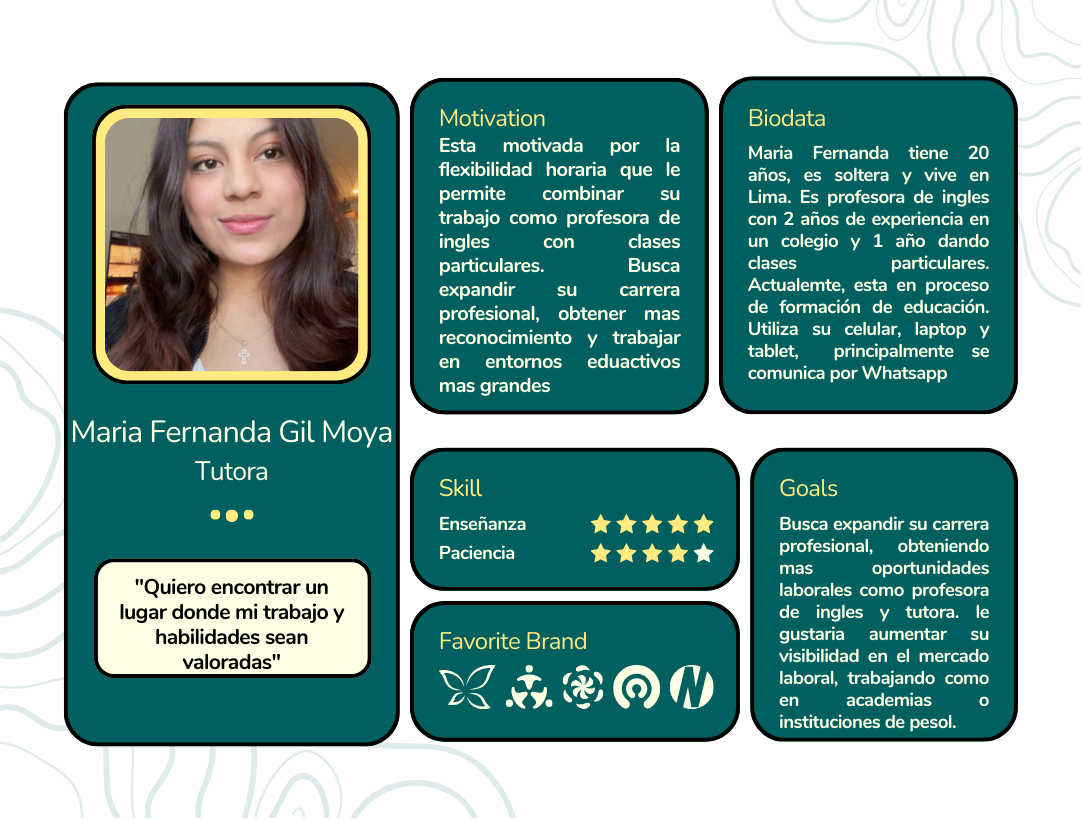 Maria Fernanda Gil Moya
Tutora
"Quiero encontrar un
lugar donde mi trabajo y
habilidades sean
valoradas"
Motivation
Esta motivada por la
flexibilidad horaria que le
permite combinar su
trabajo como profesora de
ingles con clases
particulares. Busca
expandir su carrera
profesional, obtener mas
reconocimiento y trabajar
en entornos eduactivos
mas grandes
Biodata
Maria Fernanda tiene 20
años, es soltera y vive en
Lima. Es profesora de ingles
con 2 años de experiencia en
un colegio y 1 año dando
clases particulares.
Actualemte, esta en proceso
de formación de educación.
Utiliza su celular, laptop y
tablet, principalmente se
comunica por Whatsapp
Skill
Enseñanza
Paciencia
Favorite Brand
Goals
Busca expandir su carrera
profesional, obteniendo
mas oportunidades
laborales como profesora
de ingles y tutora. le
gustaria aumentar su
visibilidad en el mercado
laboral, trabajando como
en academias o
instituciones de pesol.